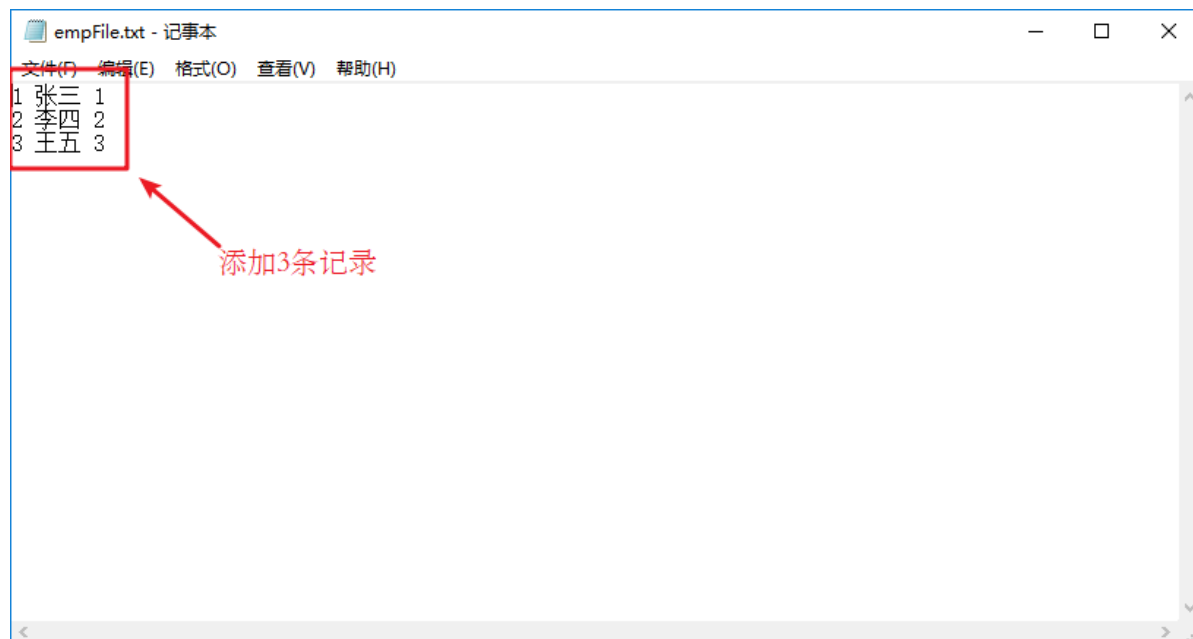 empFile.txt - 记事本
文件(F) 编辑(E) 格式(O) 查看(V) 帮助(H)
1 张三 1
2 李四 2
3 王五 3
添加3条记录